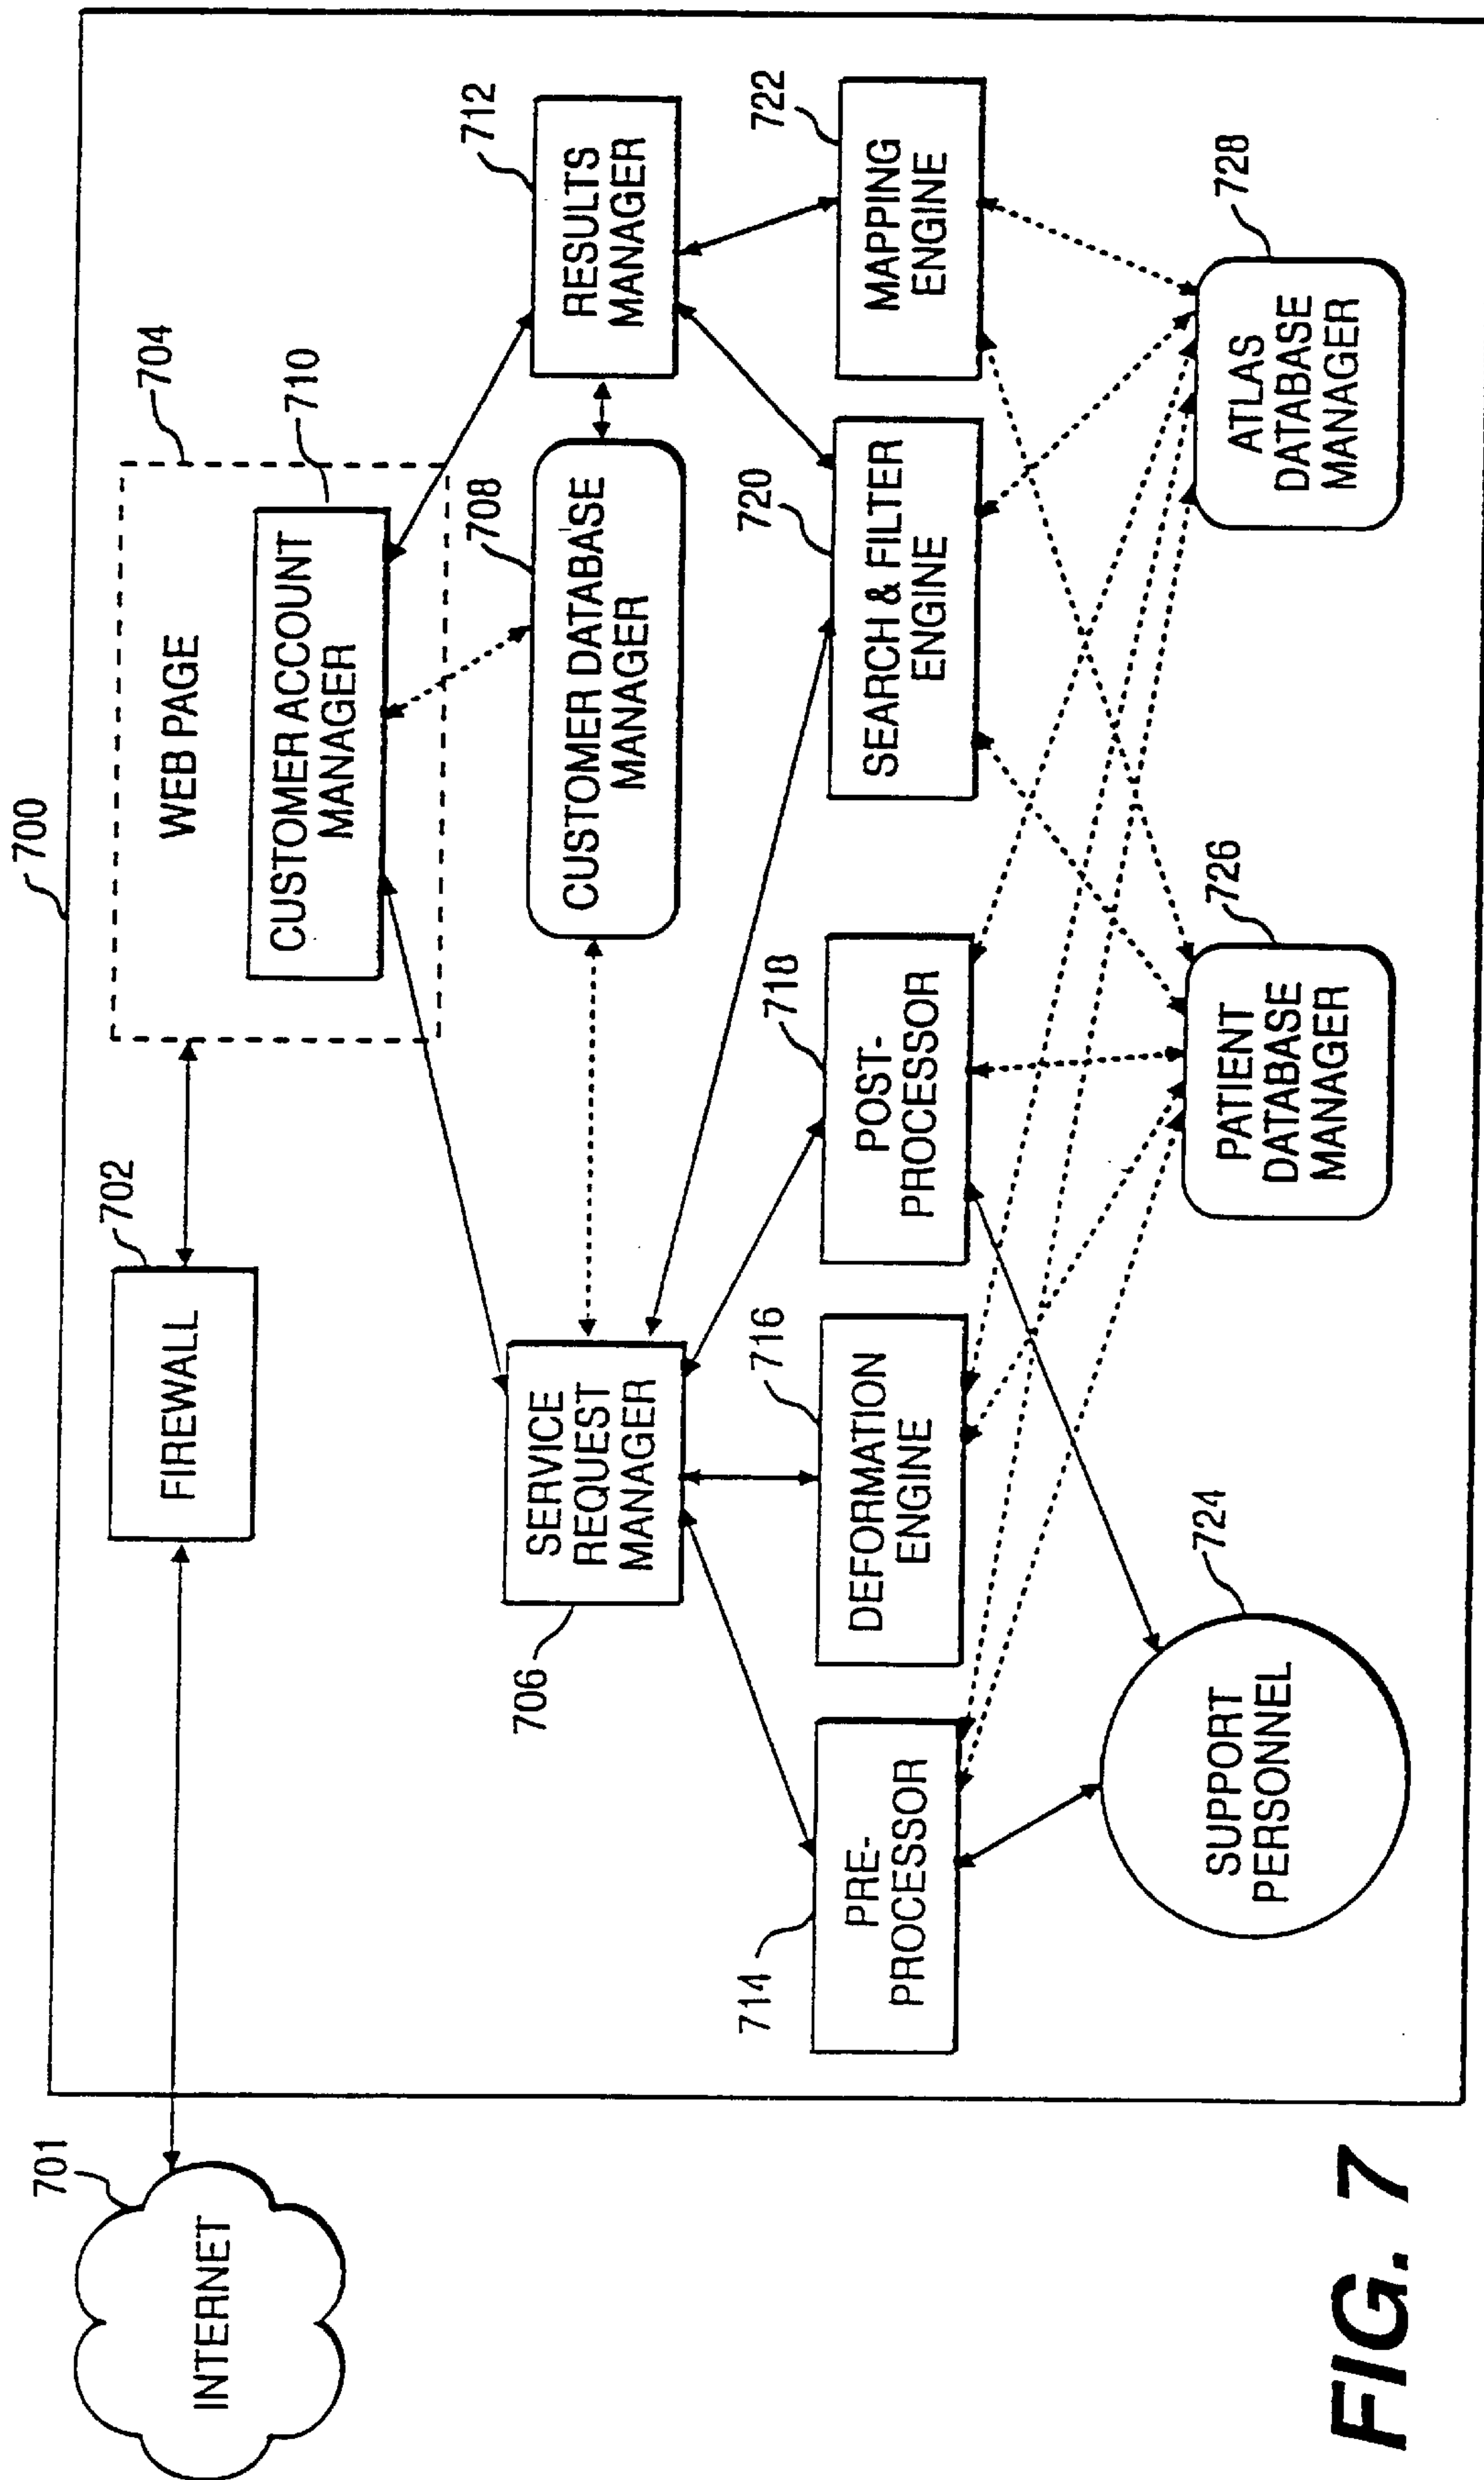 700
701
INTERNET
702
FIREWALL
704
WEB PAGE
710
CUSTOMER ACCOUNT
MANAGER
706
SERVICE
REQUEST
MANAGER
708
CUSTOMER DATABASE
MANAGER
712
RESULTS
MANAGER
714
PRE-
PROCESSOR
716
DEFORMATION
ENGINE
718
POST-
PROCESSOR
720
SEARCH & FILTER
ENGINE
722
MAPPING
ENGINE
724
SUPPORT
PERSONNEL
726
PATIENT
DATABASE
MANAGER
728
ATLAS
DATABASE
MANAGER
FIG. 7